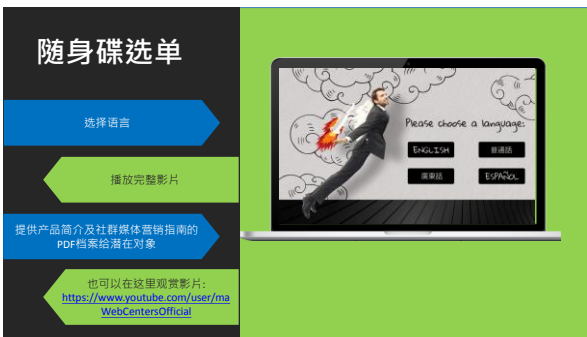 随身碟选单
选择语言
播放完整影片
提供产品简介及社群媒体营销指南的
PDF档案给潜在对象
也可以在这里观赏影片:
https://www.youtube.com/user/ma
WebCentersOfficial
Please choose a language:
ENGLISH
普通話
廣東話
ESPAÑOL